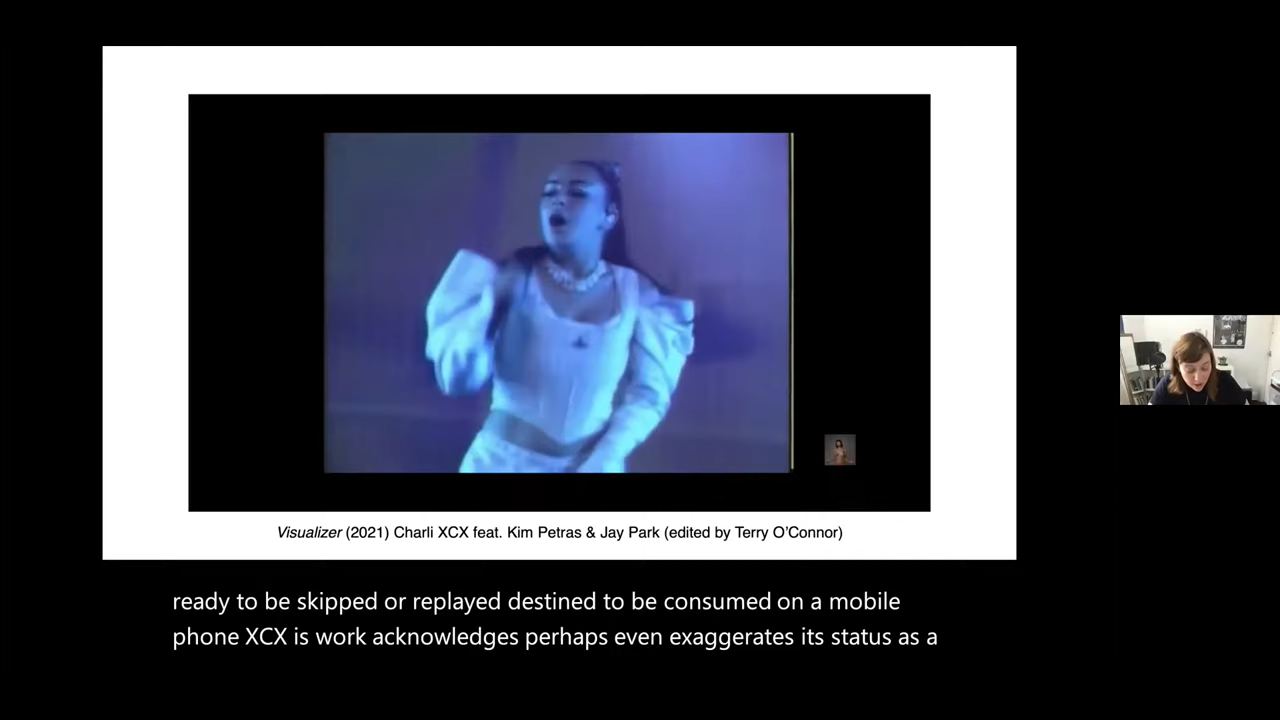 Visualizer (2021) Charli XCX feat. Kim Petras & Jay Park (edited by Terry O’Connor)
ready to be skipped or replayed destined to be consumed on a mobile
phone XCX is work acknowledges perhaps even exaggerates its status as a